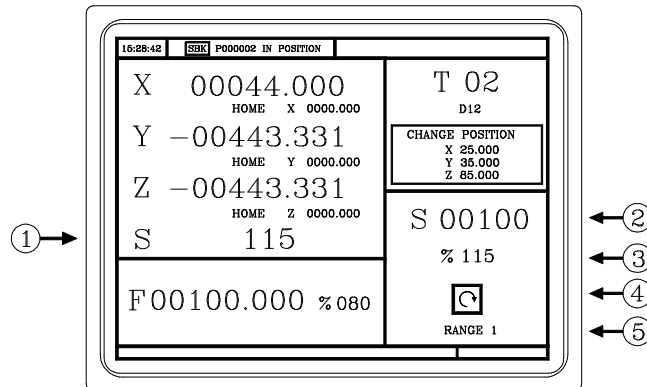 15:28:42 SBK P000002 IN POSITION
X 00044.000
HOME X 0000.000
Y -00443.331
HOME Y 0000.000
Z -00443.331
HOME Z 0000.000
S 115
F00100.000 %080
T 02
D12
CHANGE POSITION
X 25.000
Y 35.000
Z 85.000
S 00100
% 115
RANGE 1
1
2
3
4
5